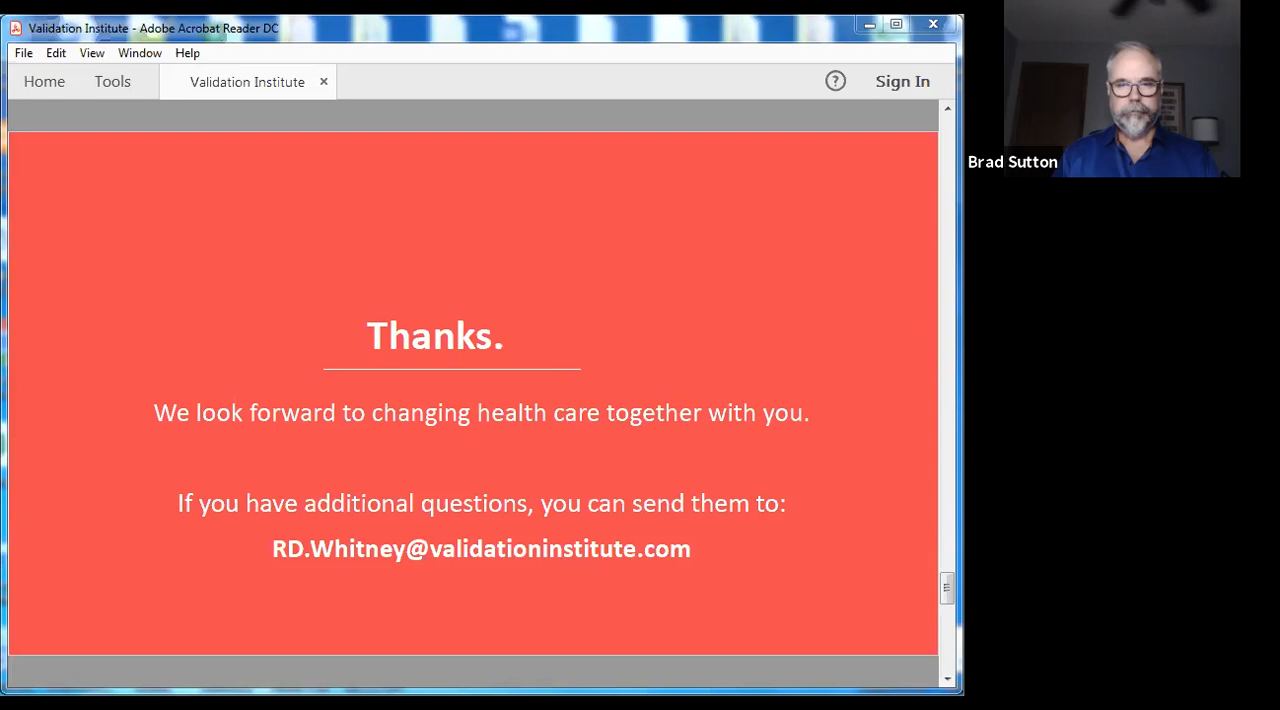 Validation Institute - Adobe Acrobat Reader DC
File Edit View Window Help
Home Tools Validation Institute × ? Sign In
Brad Sutton
Thanks.
We look forward to changing health care together with you.
If you have additional questions, you can send them to:
RD.Whitney@validationinstitute.com